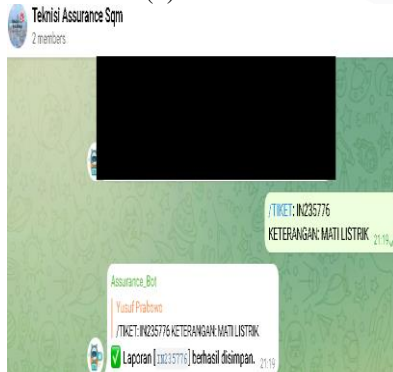 Teknisi Assurance Sqm
2 members
/TIKET: IN235776
KETERANGAN: MATI LISTRIK
21:19
Assurance_Bot
Yusuf Prabowo
/TIKET:IN235776 KETERANGAN: MATI LISTRIK
✅ Laporan [IN235776] berhasil disimpan. 21:19